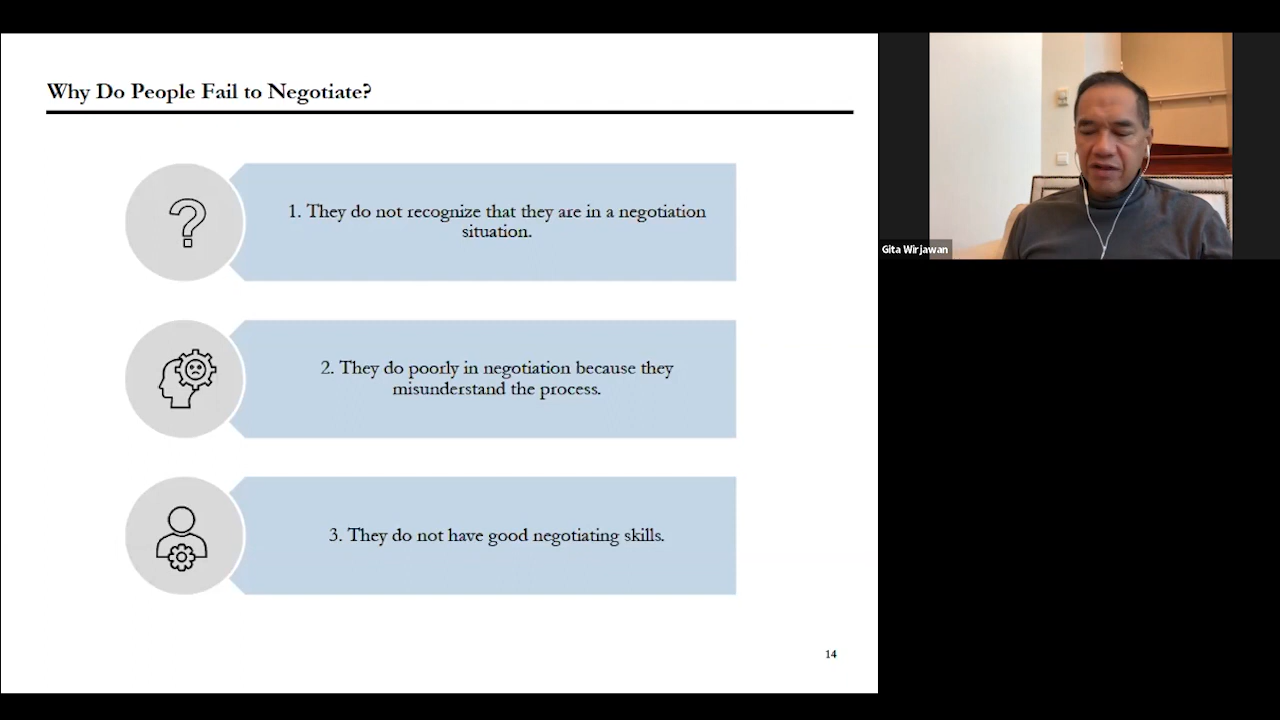 Why Do People Fail to Negotiate?
1. They do not recognize that they are in a negotiation
situation.
2. They do poorly in negotiation because they
misunderstand the process.
3. They do not have good negotiating skills.
14
Gita Wirjawan